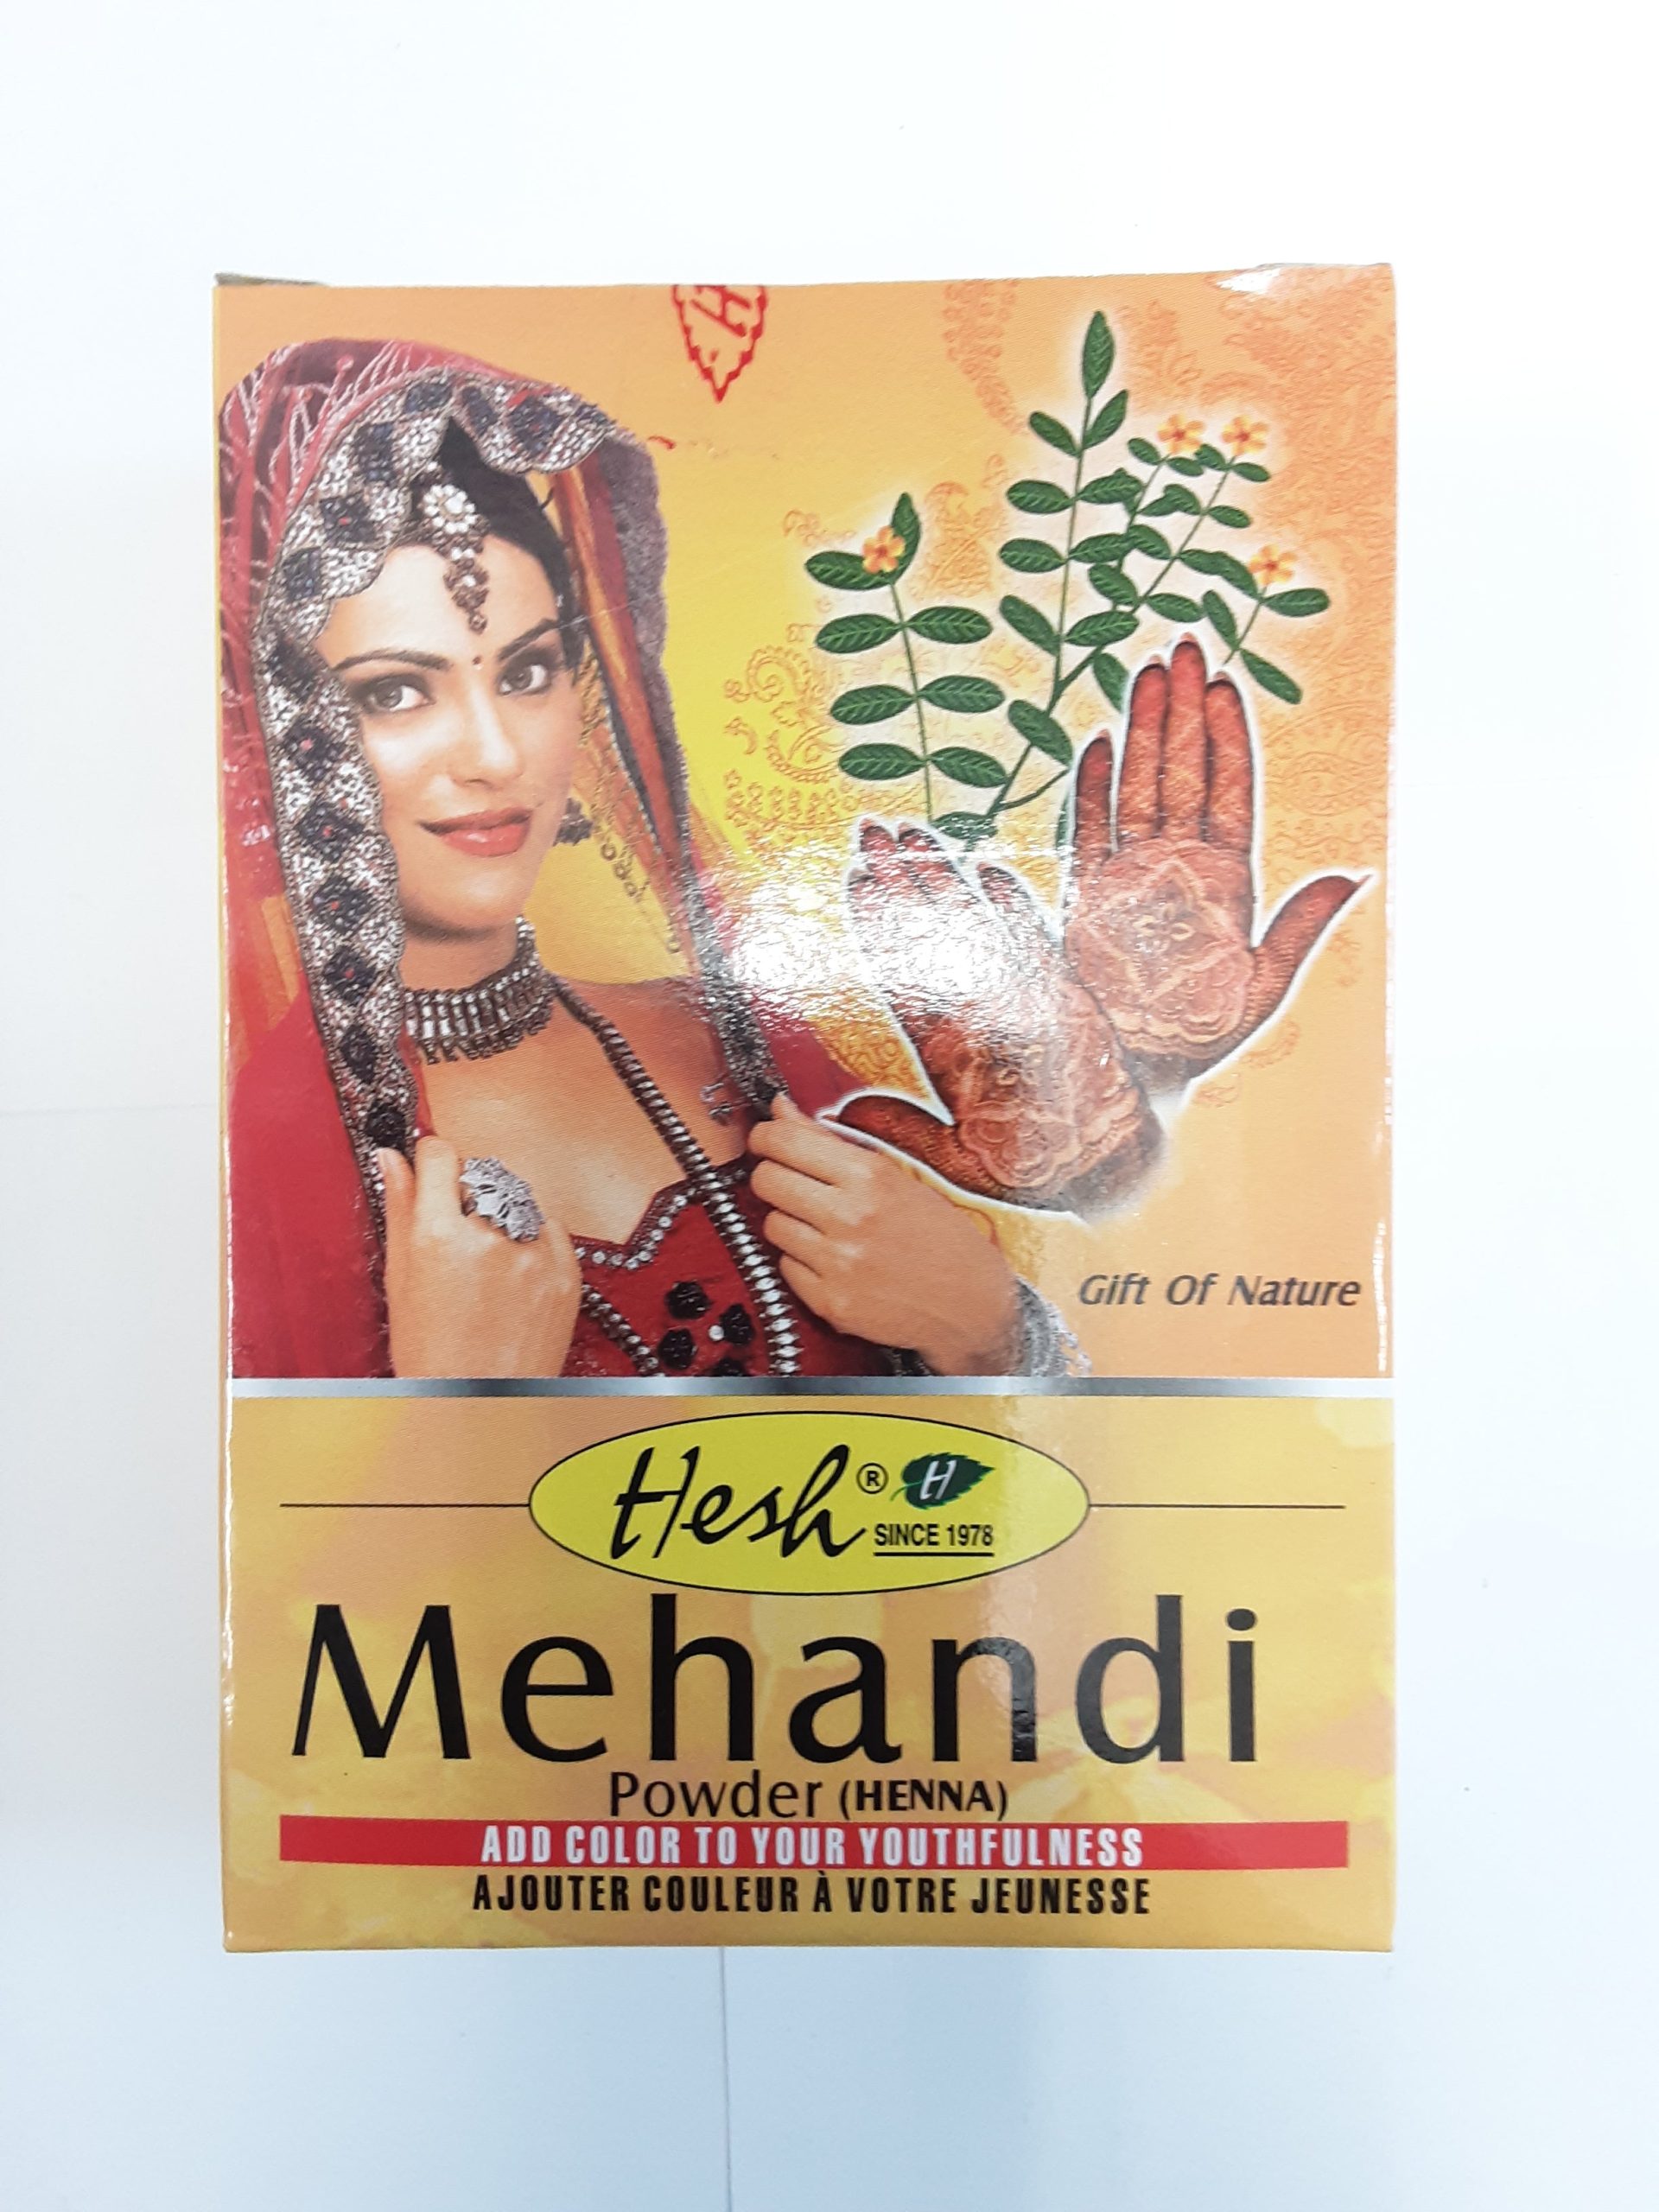 H
Gift Of Nature
Hesh® H
SINCE 1978
Mehandi
Powder (HENNA)
ADD COLOR TO YOUR YOUTHFULNESS
AJOUTER COULEUR À VOTRE JEUNESSE